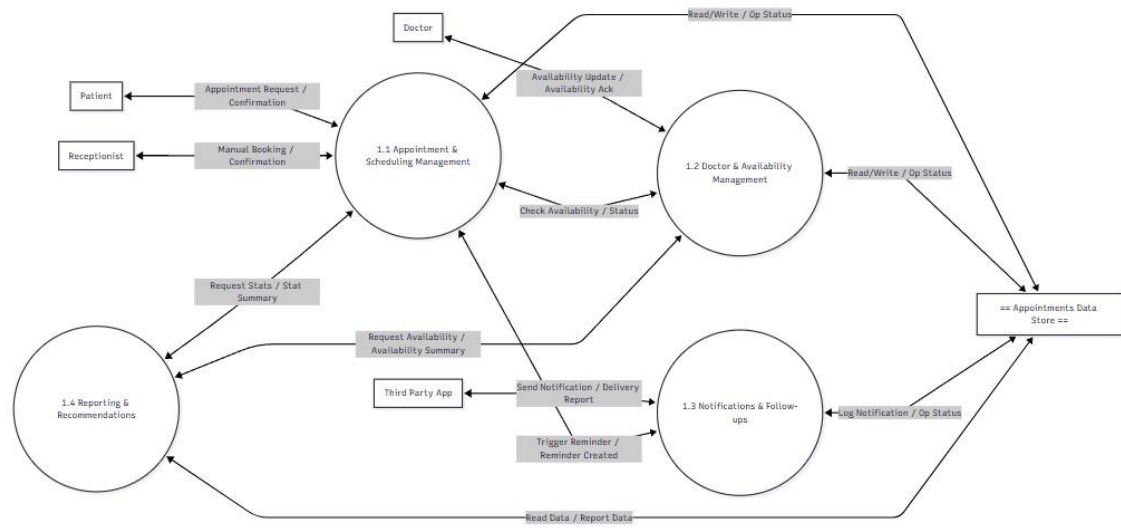 Read/Write / Op Status
Doctor
Availability Update /
Availability Ack
Patient
Appointment Request /
Confirmation
1.1 Appointment &
Scheduling Management
Receptionist
Manual Booking /
Confirmation
1.2 Doctor & Availability
Management
Read/Write / Op Status
Check Availability / Status
Request Stats / Stat
Summary
== Appointments Data
Store ==
Request Availability /
Availability Summary
Third Party App
Send Notification / Delivery
Report
1.4 Reporting &
Recommendations
1.3 Notifications & Follow-
ups
Log Notification / Op Status
Trigger Reminder /
Reminder Created
Read Data / Report Data